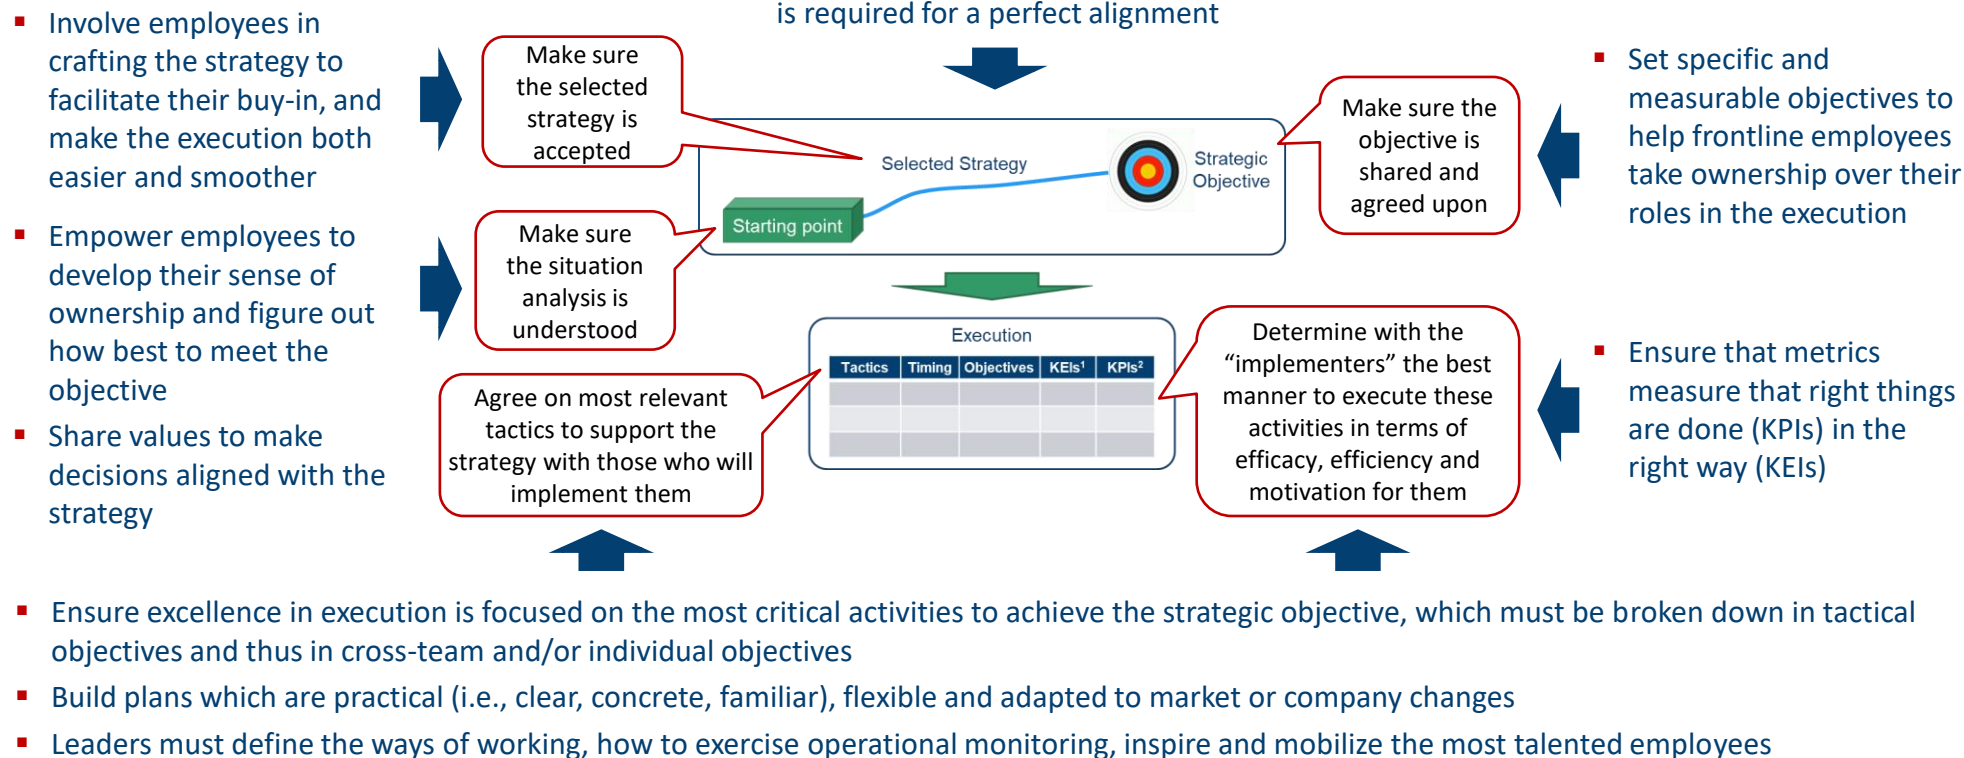 is required for a perfect alignment
▪ Involve employees in
crafting the strategy to
facilitate their buy-in, and
make the execution both
easier and smoother
▪ Empower employees to
develop their sense of
ownership and figure out
how best to meet the
objective
▪ Share values to make
decisions aligned with the
strategy
Make sure
the selected
strategy is
accepted
Make sure
the situation
analysis is
understood
Agree on most relevant
tactics to support the
strategy with those who will
implement them
Selected Strategy
Strategic
Objective
Starting point
Execution
Tactics Timing Objectives KEIs¹ KPIs²
Make sure the
objective is
shared and
agreed upon
Determine with the
“implementers” the best
manner to execute these
activities in terms of
efficacy, efficiency and
motivation for them
▪ Set specific and
measurable objectives to
help frontline employees
take ownership over their
roles in the execution
▪ Ensure that metrics
measure that right things
are done (KPIs) in the
right way (KEIs)
▪ Ensure excellence in execution is focused on the most critical activities to achieve the strategic objective, which must be broken down in tactical
objectives and thus in cross-team and/or individual objectives
▪ Build plans which are practical (i.e., clear, concrete, familiar), flexible and adapted to market or company changes
▪ Leaders must define the ways of working, how to exercise operational monitoring, inspire and mobilize the most talented employees